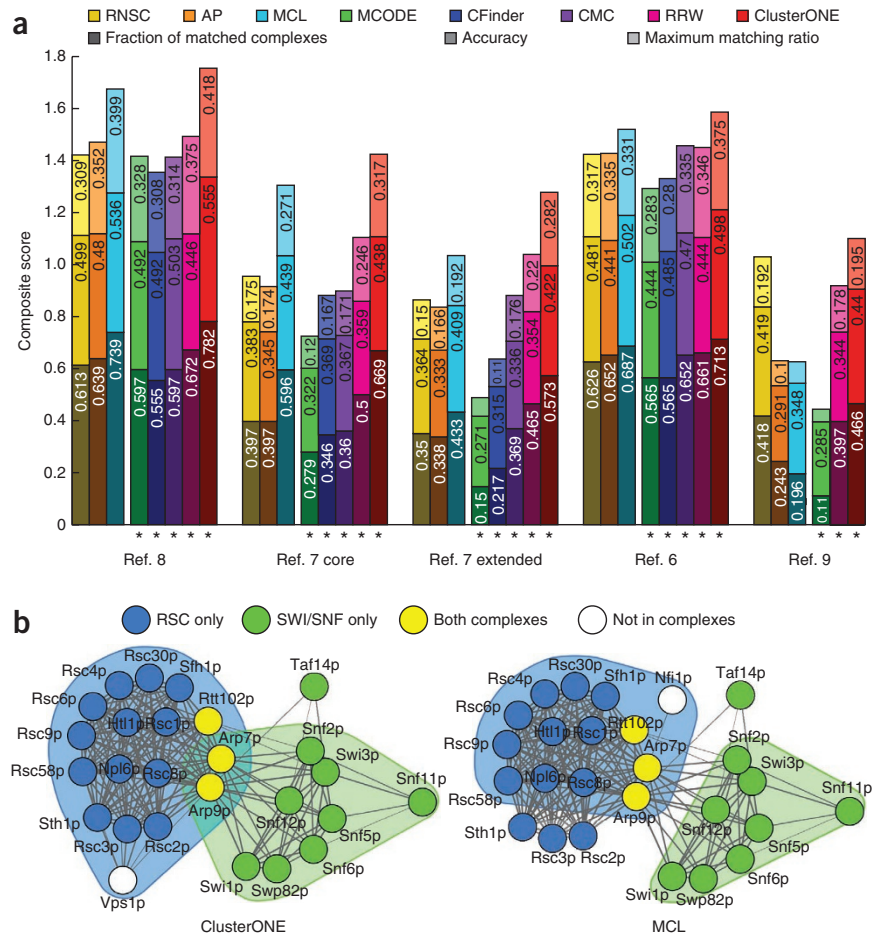 a
RNSC AP MCL MCODE CFinder CMC RRW ClusterONE
Fraction of matched complexes Accuracy Maximum matching ratio
Composite score
1.8
1.6
1.4
1.2
1.0
0.8
0.6
0.4
0.2
0
0.309 0.352 0.399 0.328 0.308 0.314 0.375 0.418
0.499 0.48 0.536 0.492 0.492 0.503 0.446 0.555
0.613 0.639 0.739 0.597 0.555 0.597 0.672 0.782
* * * * *
Ref. 8
0.175 0.174 0.271 0.12 0.167 0.171 0.246 0.317
0.383 0.345 0.439 0.322 0.369 0.367 0.359 0.438
0.397 0.397 0.596 0.279 0.346 0.36 0.5 0.669
* * * * *
Ref. 7 core
0.15 0.166 0.192 0.11 0.176 0.22 0.282
0.364 0.333 0.409 0.271 0.315 0.336 0.354 0.422
0.35 0.338 0.433 0.15 0.217 0.369 0.465 0.573
* * * * *
Ref. 7 extended
0.317 0.335 0.331 0.283 0.28 0.335 0.346 0.375
0.481 0.441 0.502 0.444 0.485 0.47 0.444 0.498
0.626 0.652 0.687 0.565 0.565 0.652 0.661 0.713
* * * * *
Ref. 6
0.192 0.1 0.178 0.195
0.419 0.291 0.348 0.285 0.344 0.44
0.418 0.243 0.196 0.11 0.397 0.466
* * *
Ref. 9
b
RSC only SWI/SNF only Both complexes Not in complexes
Rsc30p
Rsc4p Sfh1p
Taf14p
Rsc6p Rtt102p
Htl1p Rsc1p
Rsc9p Arp7p Snf2p
Swi3p
Rsc58p Npl6p Rsc8p
Snf11p
Arp9p
Sth1p Snf12p
Snf5p
Rsc3p Rsc2p
Snf6p
Swi1p Swp82p
Vps1p
ClusterONE
Rsc30p
Rsc4p Sfh1p Nfi1p
Taf14p
Rsc6p Rtt102p
Htl1p Rsc1p
Rsc9p Arp7p Snf2p
Swi3p
Rsc58p Npl6p Rsc8p
Snf11p
Arp9p
Sth1p Snf12p
Snf5p
Rsc3p Rsc2p
Snf6p
Swi1p Swp82p
MCL